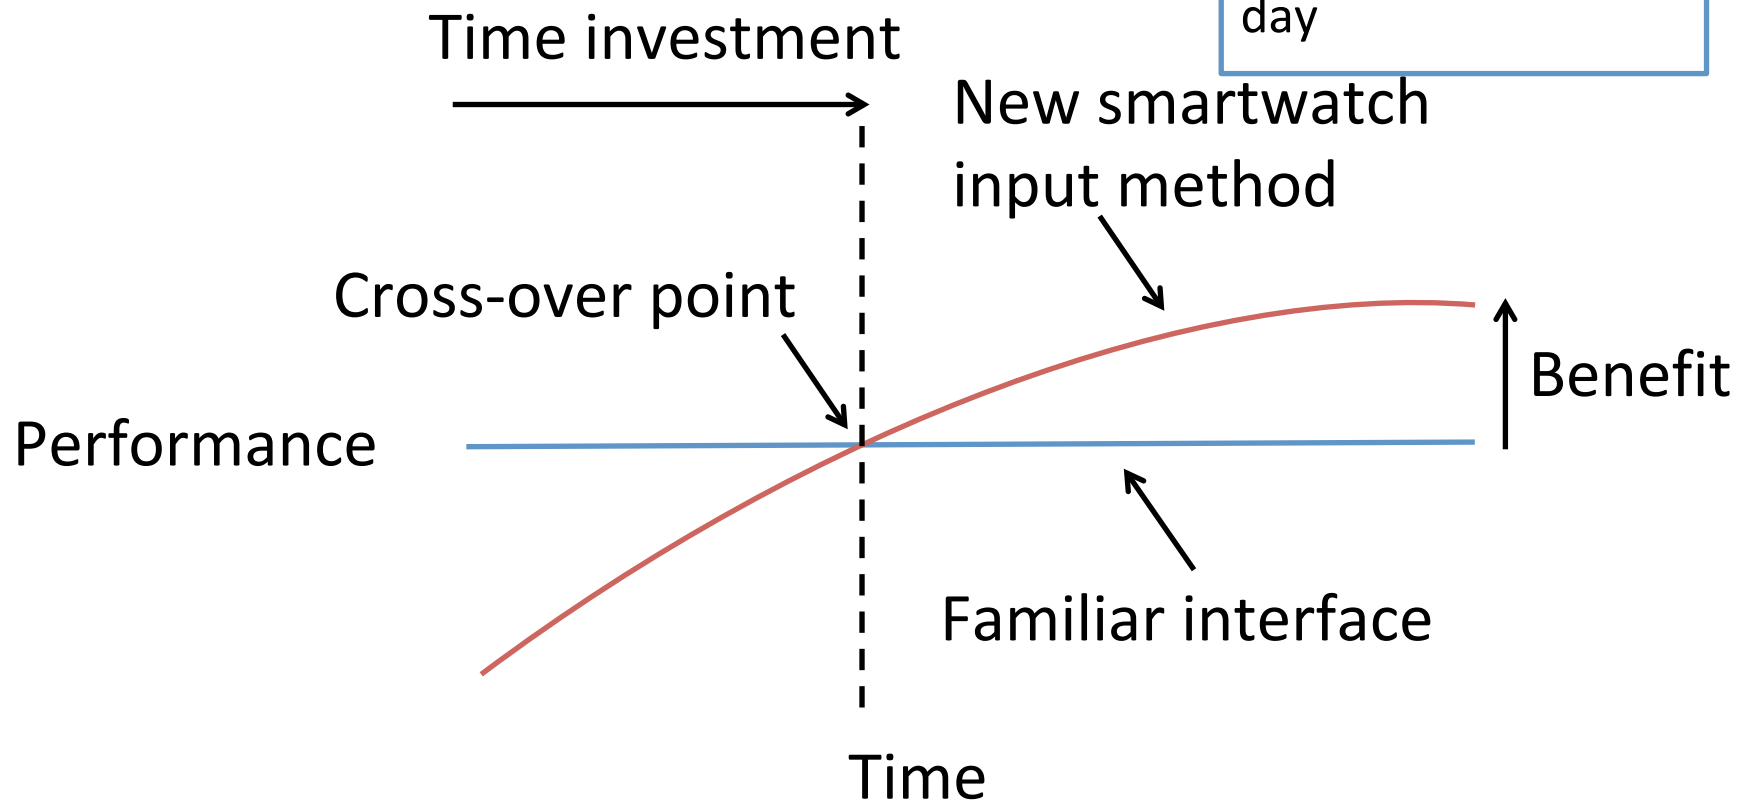 day
Time investment
New smartwatch
input method
Cross-over point
Benefit
Performance
Familiar interface
Time